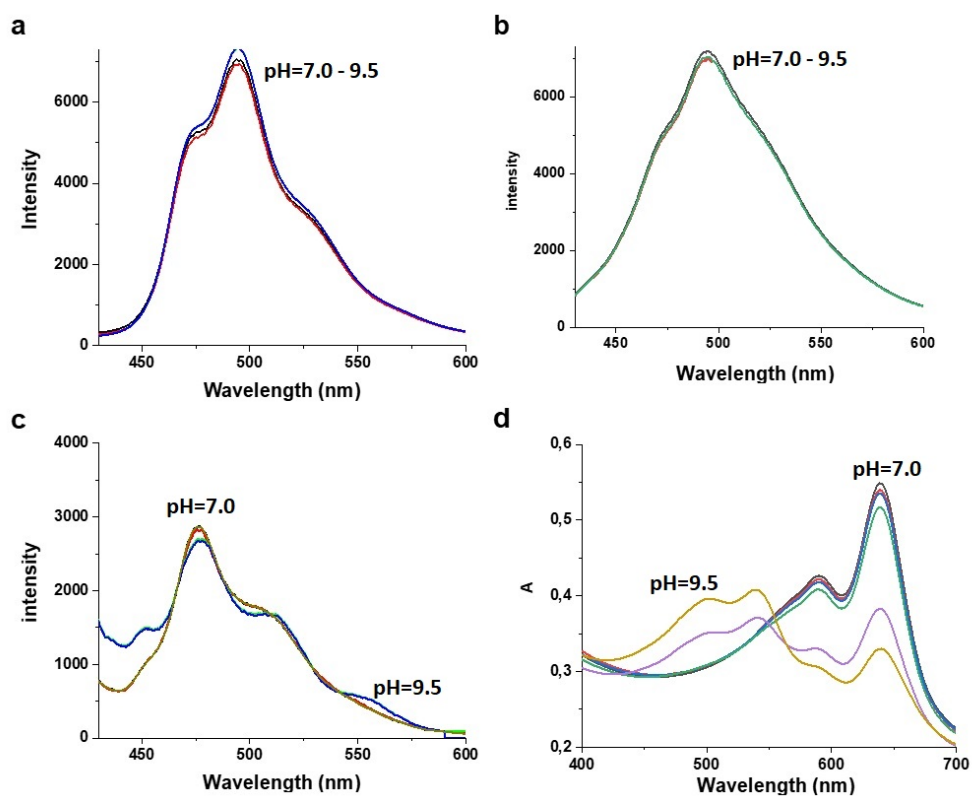 a
pH=7.0 - 9.5
6000
4000
2000
0
Intensity
450
500
550
600
Wavelength (nm)
b
pH=7.0 - 9.5
6000
4000
2000
0
intensity
450
500
550
600
Wavelength (nm)
c
4000
3000
2000
1000
0
intensity
pH=7.0
pH=9.5
450
500
550
600
Wavelength (nm)
d
0,6
0,5
0,4
0,3
0,2
A
pH=7.0
pH=9.5
400
500
600
700
Wavelength (nm)